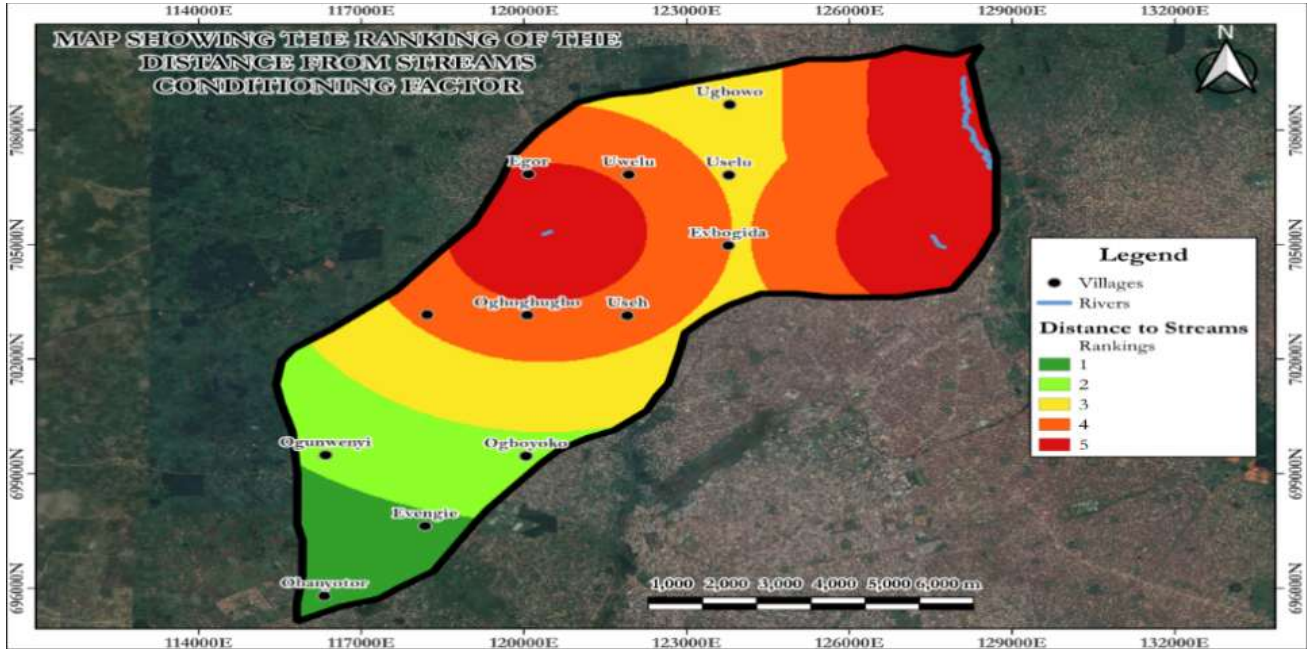 114000E 117000E 120000E 123000E 126000E 129000E 132000E
MAP SHOWING THE RANKING OF THE
DISTANCE FROM STREAMS
CONDITIONING FACTOR
N
Ugbowo
708000N 708000N
Egor Uwelu Uselu
Evbogida
705000N 705000N
Legend
Villages
Rivers
Distance to Streams
Rankings
1
2
3
4
5
Oghoghugbo Useh
702000N 702000N
Ogunwenyi Ogboyoko
699000N 699000N
Evengie
Obanyotor
696000N 696000N
1,000 2,000 3,000 4,000 5,000 6,000 m
114000E 117000E 120000E 123000E 126000E 129000E 132000E